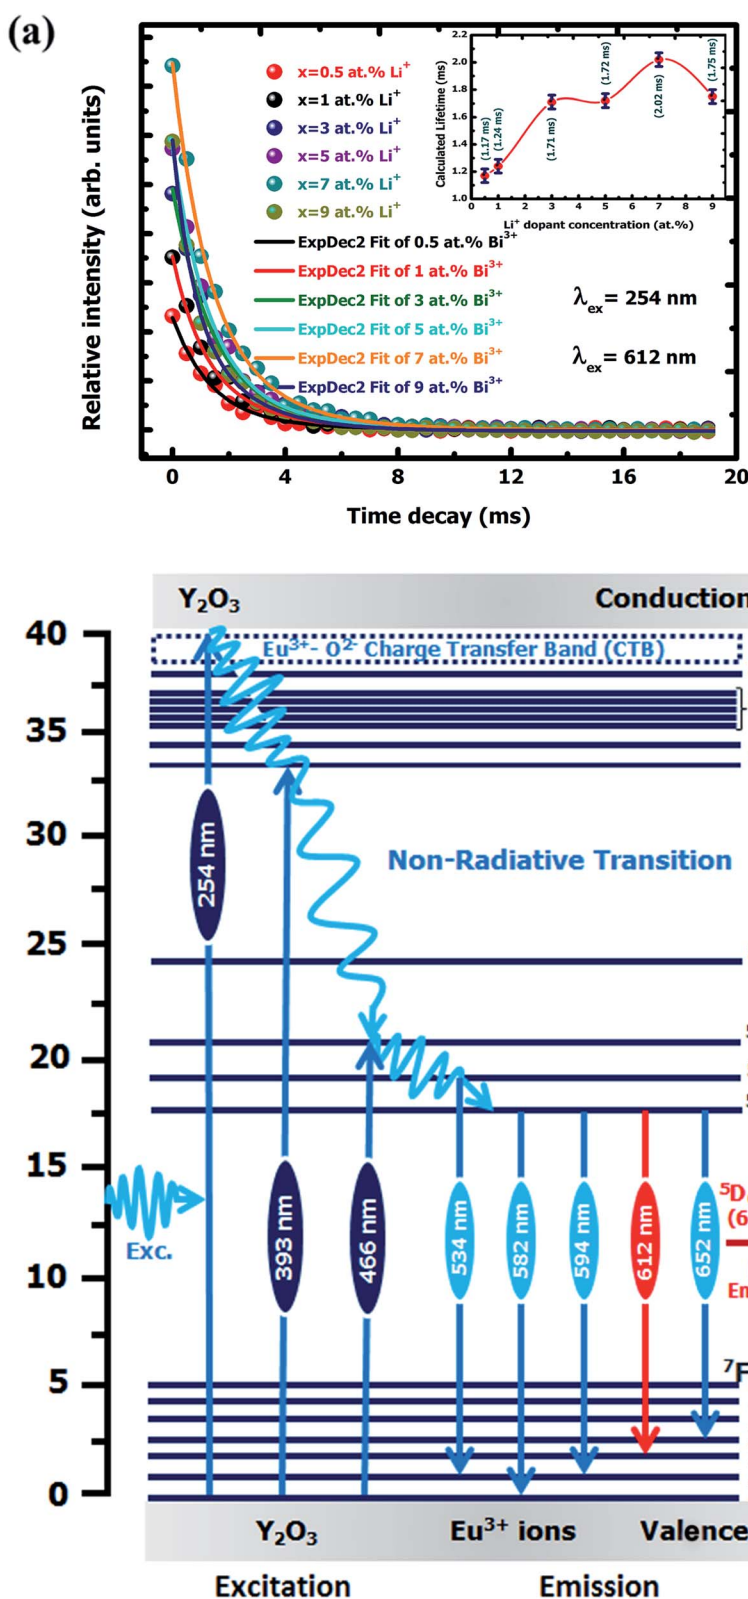 (a)
Relative intensity (arb. units)
x=0.5 at.% Li⁺
x=1 at.% Li⁺
x=3 at.% Li⁺
x=5 at.% Li⁺
x=7 at.% Li⁺
x=9 at.% Li⁺
ExpDec2 Fit of 0.5 at.% Bi³⁺
ExpDec2 Fit of 1 at.% Bi³⁺
ExpDec2 Fit of 3 at.% Bi³⁺
ExpDec2 Fit of 5 at.% Bi³⁺
ExpDec2 Fit of 7 at.% Bi³⁺
ExpDec2 Fit of 9 at.% Bi³⁺
Calculated Lifetime (ms)
2.2
2.0
1.8
1.6
1.4
1.2
1.0
(1.17 ms)
(1.24 ms)
(1.71 ms)
(1.72 ms)
(2.02 ms)
(1.75 ms)
0 1 2 3 4 5 6 7 8 9
Li⁺ dopant concentration (at.%)
λex= 254 nm
λex= 612 nm
0 4 8 12 16 20
Time decay (ms)
Y₂O₃
Conduction
Eu³⁺- O²⁻ Charge Transfer Band (CTB)
40
35
30
25
20
15
10
5
0
Non-Radiative Transition
254 nm
393 nm
466 nm
534 nm
582 nm
594 nm
612 nm
652 nm
Exc.
5
5
⁵D
(6
Em
⁷F
Y₂O₃
Eu³⁺ ions
Valence
Excitation
Emission